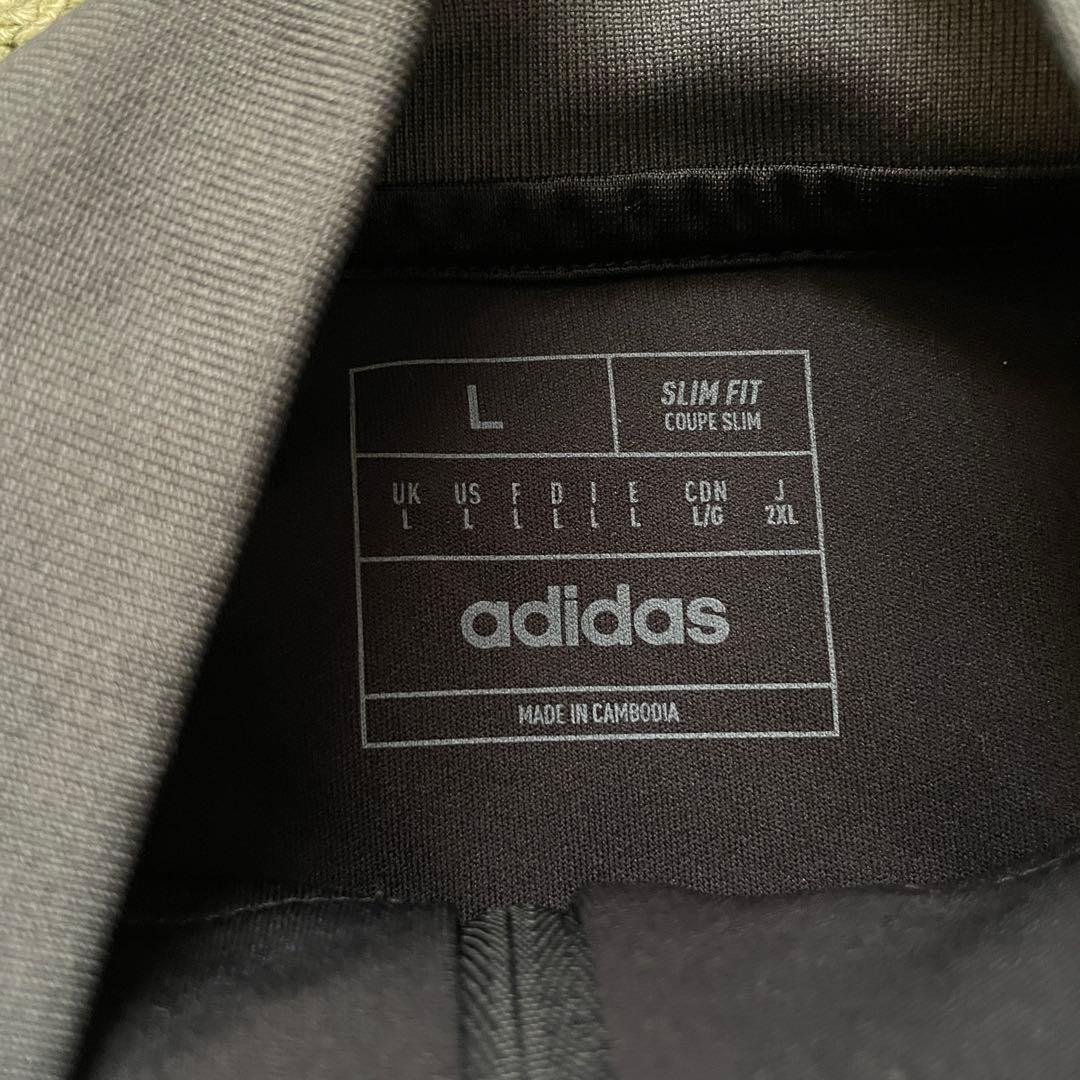 L
SLIM FIT
COUPE SLIM
UK US F D I E CDN J
L L L L L L L/G 2XL
adidas
MADE IN CAMBODIA